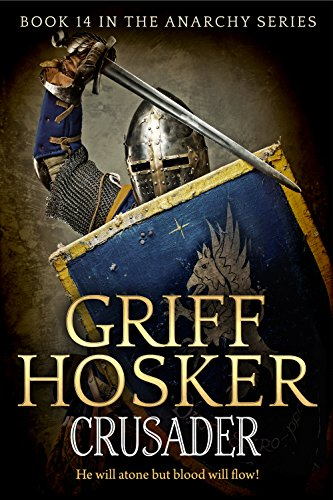 BOOK 14 IN THE ANARCHY SERIES
GRIFF
HOSKER
CRUSADER
He will atone but blood will flow!